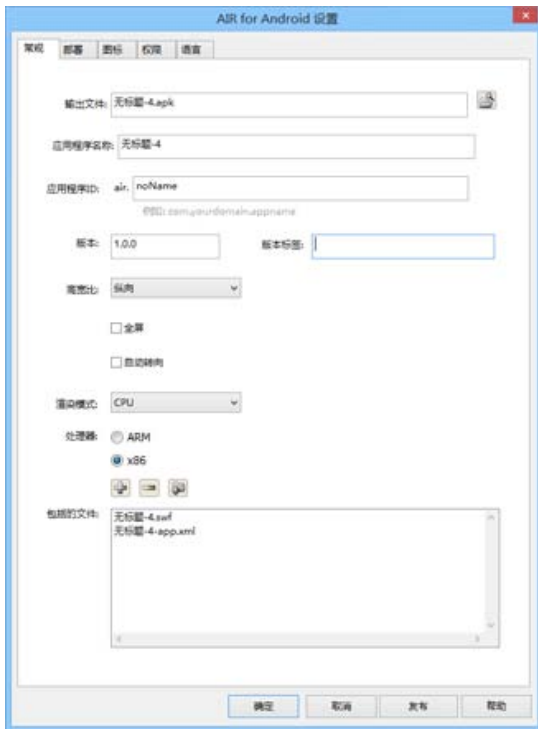 AIR for Android 设置
常规 部署 图标 权限 语言
输出文件: 无标题-4.apk
应用程序名称: 无标题-4
应用程序ID: air. noName
例如: com.yourdomain.appname
版本: 1.0.0 版本标签:
高宽比: 纵向
全屏
自动转向
渲染模式: CPU
处理器: ARM
x86
包括的文件: 无标题-4.swf
无标题-4-app.xml
确定 取消 发布 帮助